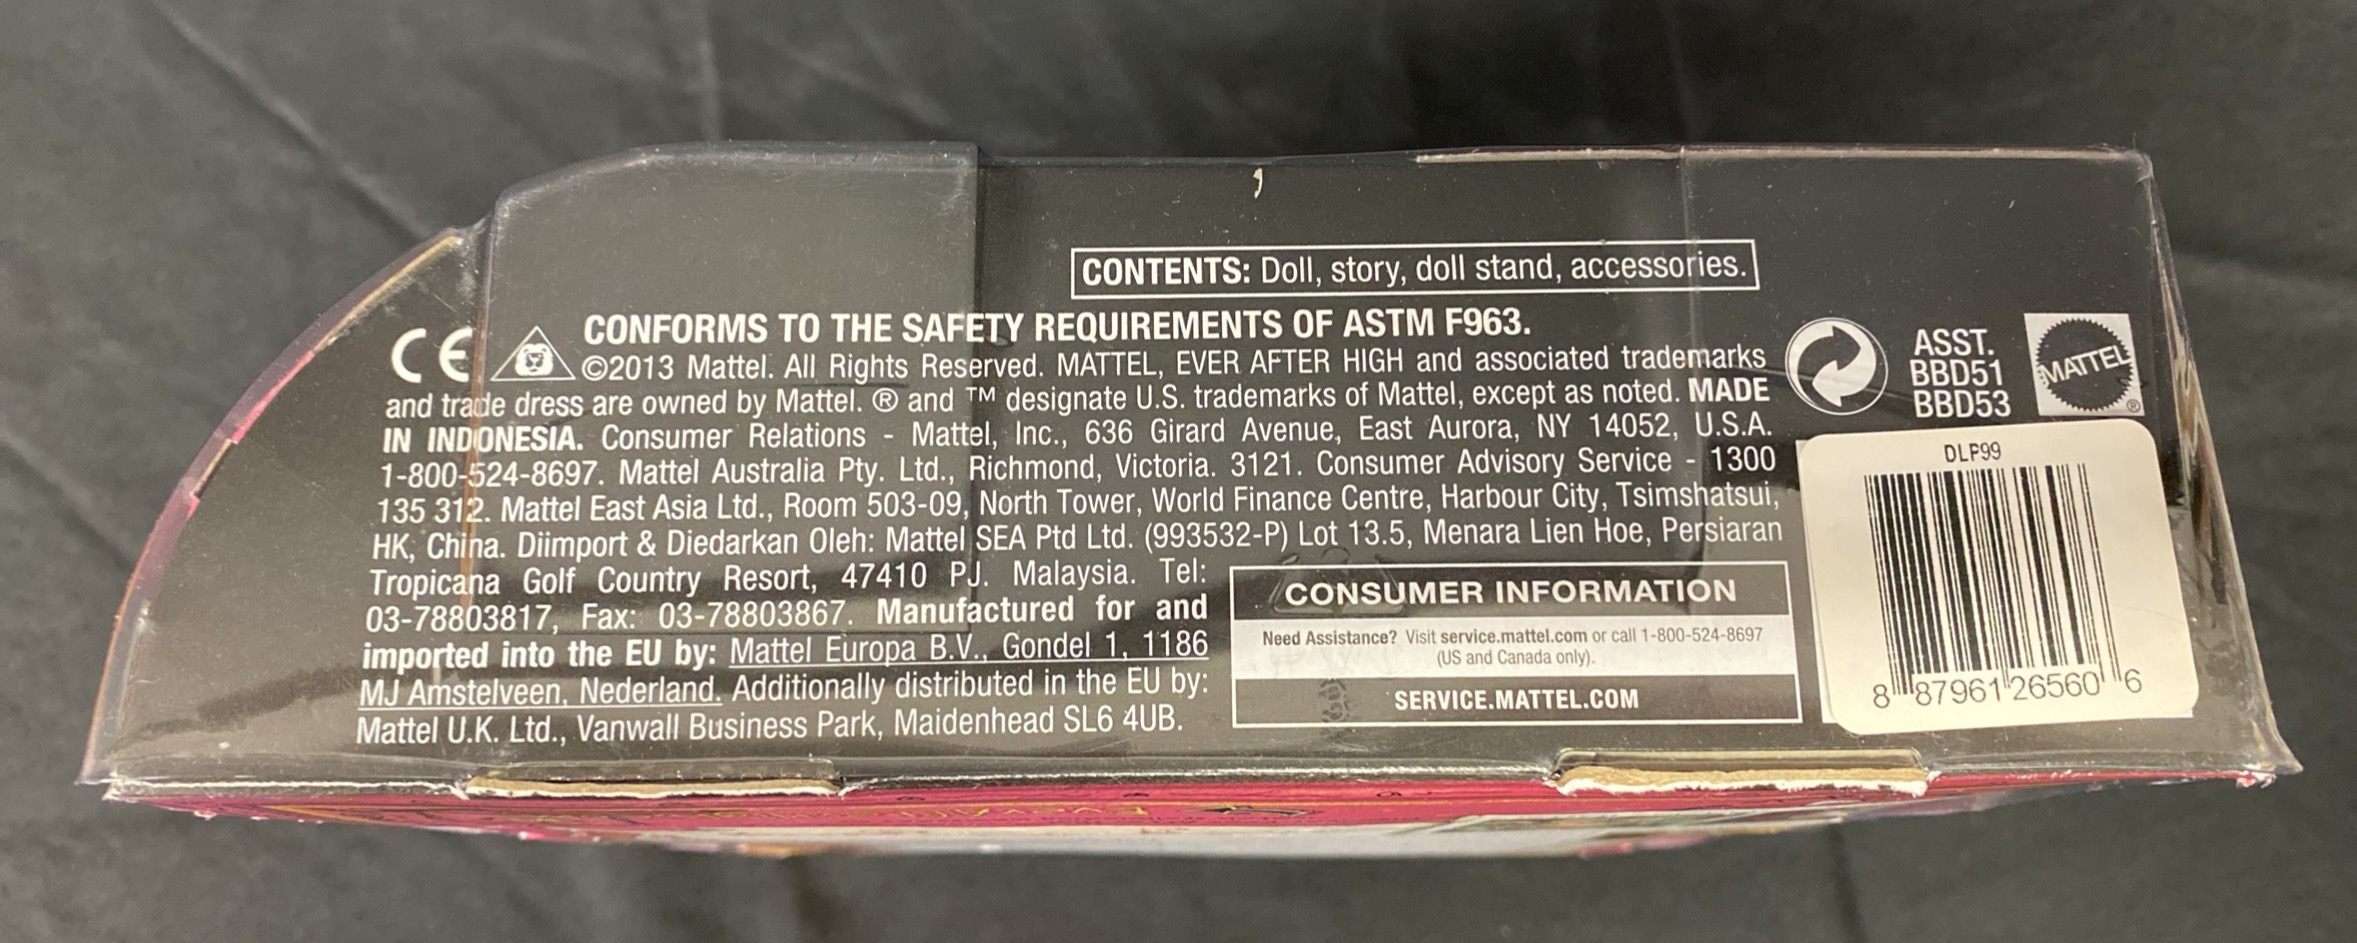 CONTENTS: Doll, story, doll stand, accessories.
CE
CONFORMS TO THE SAFETY REQUIREMENTS OF ASTM F963.
©2013 Mattel. All Rights Reserved. MATTEL, EVER AFTER HIGH and associated trademarks
and trade dress are owned by Mattel. ® and ™ designate U.S. trademarks of Mattel, except as noted. MADE
IN INDONESIA. Consumer Relations - Mattel, Inc., 636 Girard Avenue, East Aurora, NY 14052, U.S.A.
1-800-524-8697. Mattel Australia Pty. Ltd., Richmond, Victoria. 3121. Consumer Advisory Service - 1300
135 312. Mattel East Asia Ltd., Room 503-09, North Tower, World Finance Centre, Harbour City, Tsimshatsui,
HK, China. Diimport & Diedarkan Oleh: Mattel SEA Ptd Ltd. (993532-P) Lot 13.5, Menara Lien Hoe, Persiaran
Tropicana Golf Country Resort, 47410 PJ. Malaysia. Tel:
03-78803817, Fax: 03-78803867. Manufactured for and
imported into the EU by: Mattel Europa B.V., Gondel 1, 1186
MJ Amstelveen, Nederland. Additionally distributed in the EU by:
Mattel U.K. Ltd., Vanwall Business Park, Maidenhead SL6 4UB.
CONSUMER INFORMATION
Need Assistance? Visit service.mattel.com or call 1-800-524-8697
(US and Canada only).
SERVICE.MATTEL.COM
ASST.
BBD51
BBD53
MATTEL
®
DLP99
8 87961 26560 6